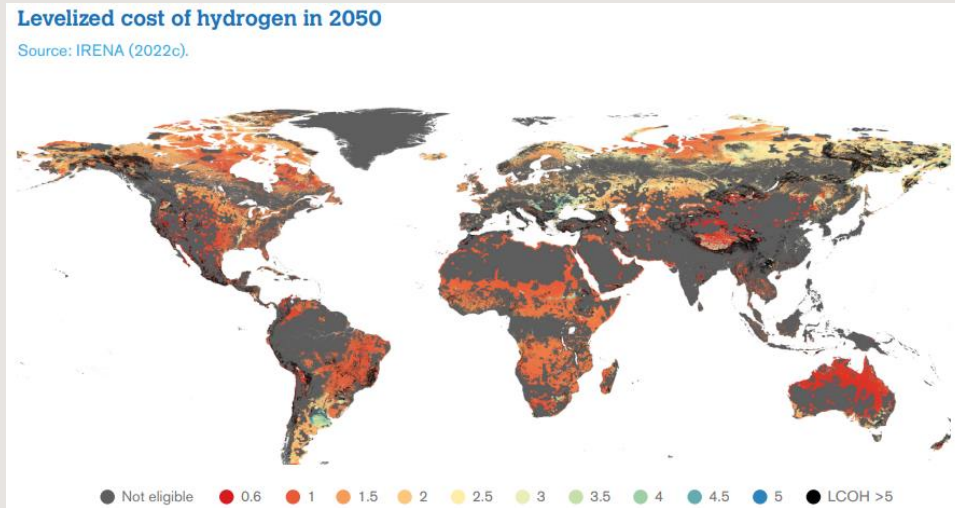 Levelized cost of hydrogen in 2050
Source: IRENA (2022c).
Not eligible 0.6 1 1.5 2 2.5 3 3.5 4 4.5 5 LCOH >5